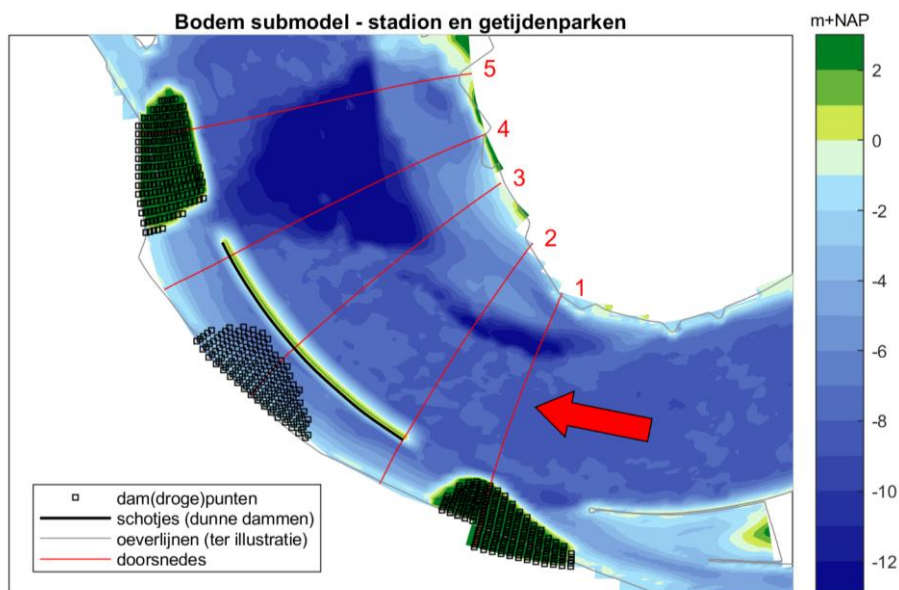 Bodem submodel - stadion en getijdenparken
m+NAP
5
4
3
2
1
2
0
-2
-4
-6
-8
-10
-12
dam(droge)punten
schotjes (dunne dammen)
oeverlijnen (ter illustratie)
doorsnedes